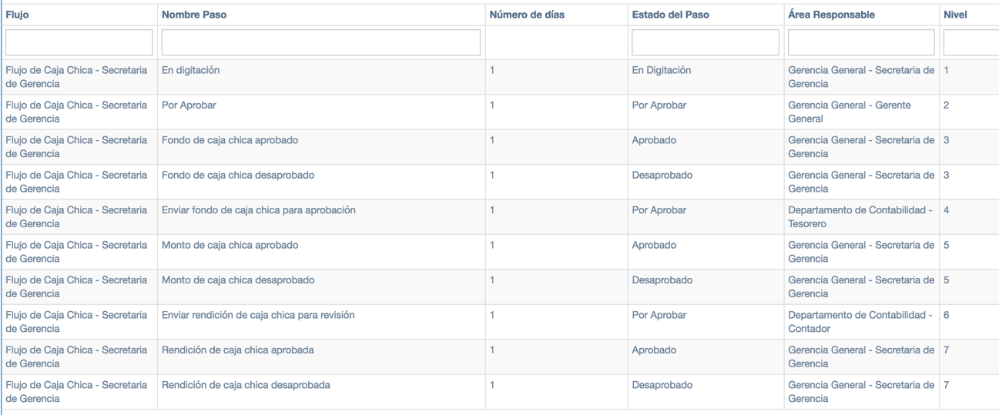 Flujo Nombre Paso Número de días Estado del Paso Área Responsable Nivel
Flujo de Caja Chica - Secretaria En digitación 1 En Digitación Gerencia General - Secretaria de 1
de Gerencia Gerencia
Flujo de Caja Chica - Secretaria Por Aprobar 1 Por Aprobar Gerencia General - Gerente 2
de Gerencia General
Flujo de Caja Chica - Secretaria Fondo de caja chica aprobado 1 Aprobado Gerencia General - Secretaria de 3
de Gerencia Gerencia
Flujo de Caja Chica - Secretaria Fondo de caja chica desaprobado 1 Desaprobado Gerencia General - Secretaria de 3
de Gerencia Gerencia
Flujo de Caja Chica - Secretaria Enviar fondo de caja chica para aprobación 1 Por Aprobar Departamento de Contabilidad - 4
de Gerencia Tesorero
Flujo de Caja Chica - Secretaria Monto de caja chica aprobado 1 Aprobado Gerencia General - Secretaria de 5
de Gerencia Gerencia
Flujo de Caja Chica - Secretaria Monto de caja chica desaprobado 1 Desaprobado Gerencia General - Secretaria de 5
de Gerencia Gerencia
Flujo de Caja Chica - Secretaria Enviar rendición de caja chica para revisión 1 Por Aprobar Departamento de Contabilidad - 6
de Gerencia Contador
Flujo de Caja Chica - Secretaria Rendición de caja chica aprobada 1 Aprobado Gerencia General - Secretaria de 7
de Gerencia Gerencia
Flujo de Caja Chica - Secretaria Rendición de caja chica desaprobada 1 Desaprobado Gerencia General - Secretaria de 7
de Gerencia Gerencia